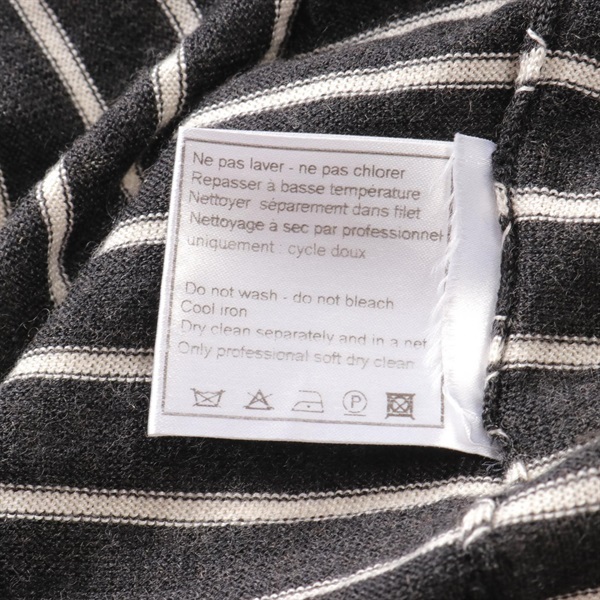 Ne pas laver - ne pas chlorer
Repasser à basse température
Nettoyer séparement dans filet
Nettoyage à sec par professionnel
uniquement : cycle doux
Do not wash - do not bleach
Cool iron
Dry clean separately and in a net
Only professional soft dry clean
P